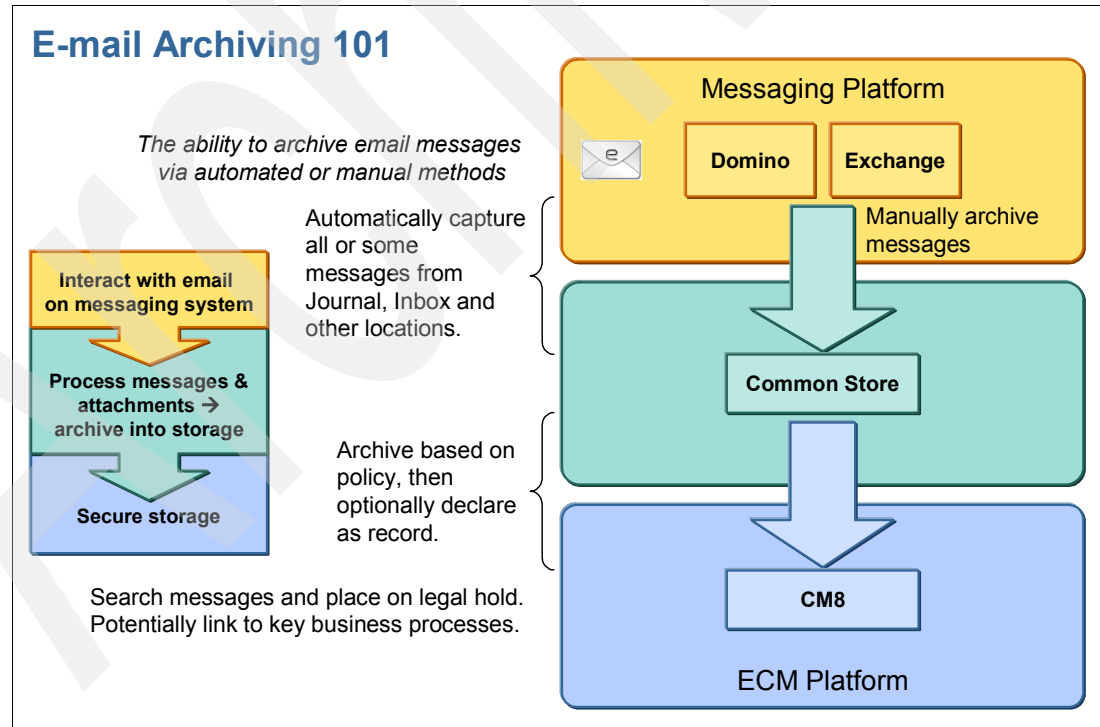 E-mail Archiving 101
The ability to archive email messages
via automated or manual methods
Messaging Platform
e
Domino
Exchange
Manually archive
messages
Automatically capture
all or some
messages from
Journal, Inbox and
other locations.
Interact with email
on messaging system
Process messages &
attachments →
archive into storage
Secure storage
Common Store
Archive based on
policy, then
optionally declare
as record.
Search messages and place on legal hold.
Potentially link to key business processes.
CM8
ECM Platform